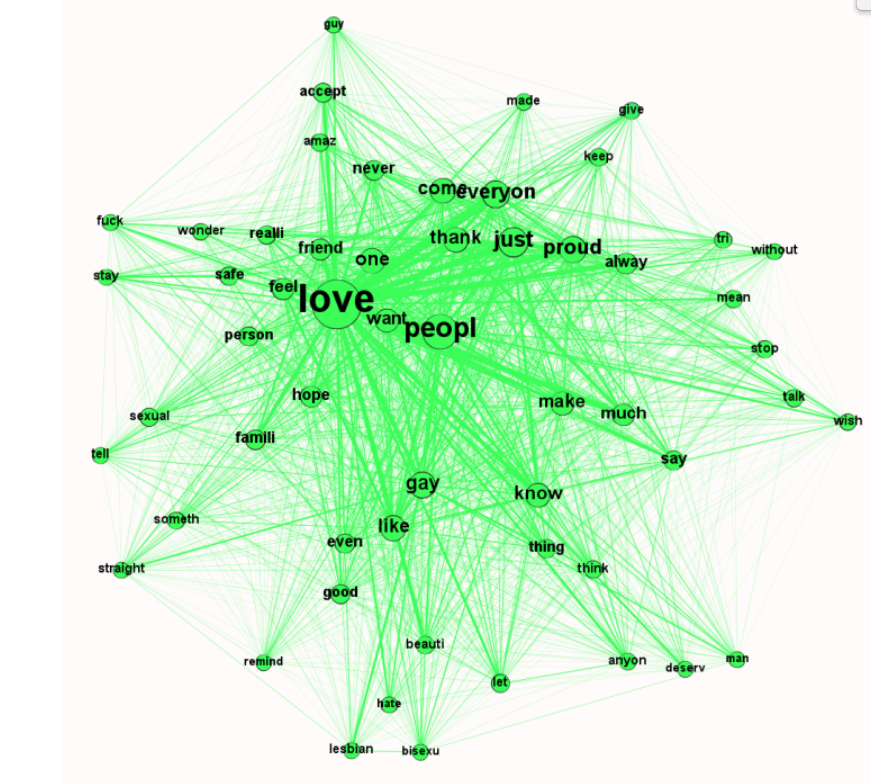 guy
accept
made
give
amaz
keep
never
come
everyon
fuck
wonder
realli
friend
one
thank
just
proud
alway
tri
without
stay
safe
feel
love
want
peopl
mean
person
stop
hope
make
much
talk
wish
sexual
famili
tell
say
gay
know
someth
like
even
thing
straight
think
good
beauti
remind
let
anyon
deserv
man
hate
lesbian
bisexu